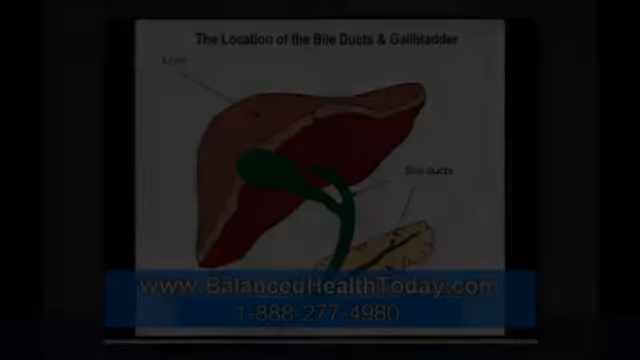 The Location of the Bile Ducts & Gallbladder
Liver
Bile ducts
www.BalancedHealthToday.com
1-888-277-4980